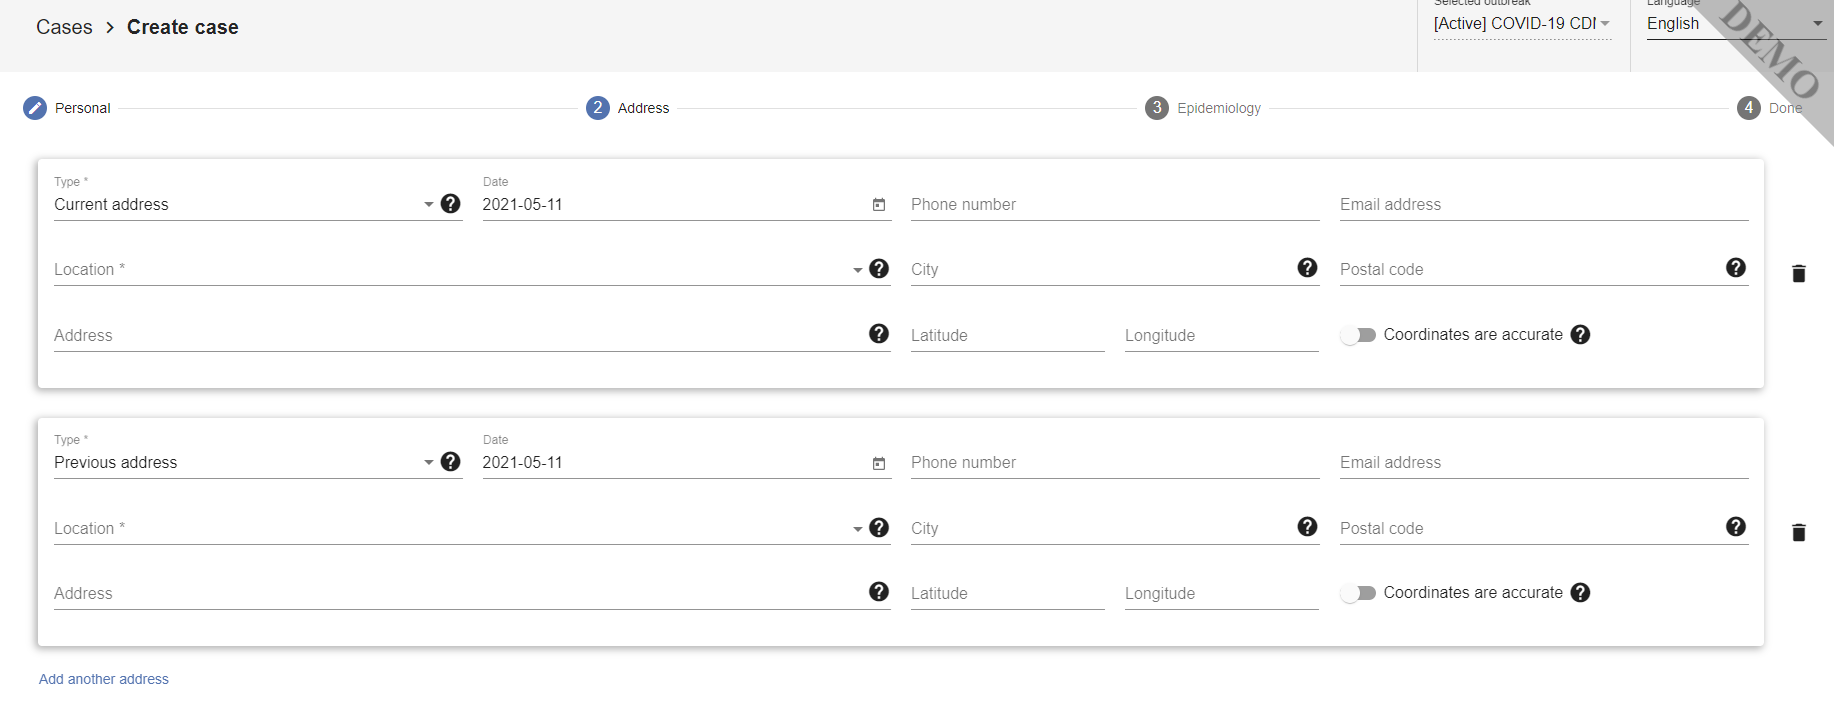 Cases > Create case
Selected outbreak
[Active] COVID-19 CDI
Language
English
DEMO
Personal
2 Address
3 Epidemiology
4 Done
Type *
Current address
Date
2021-05-11
Phone number
Email address
Location *
City
Postal code
Address
Latitude
Longitude
Coordinates are accurate
Type *
Previous address
Date
2021-05-11
Phone number
Email address
Location *
City
Postal code
Address
Latitude
Longitude
Coordinates are accurate
Add another address